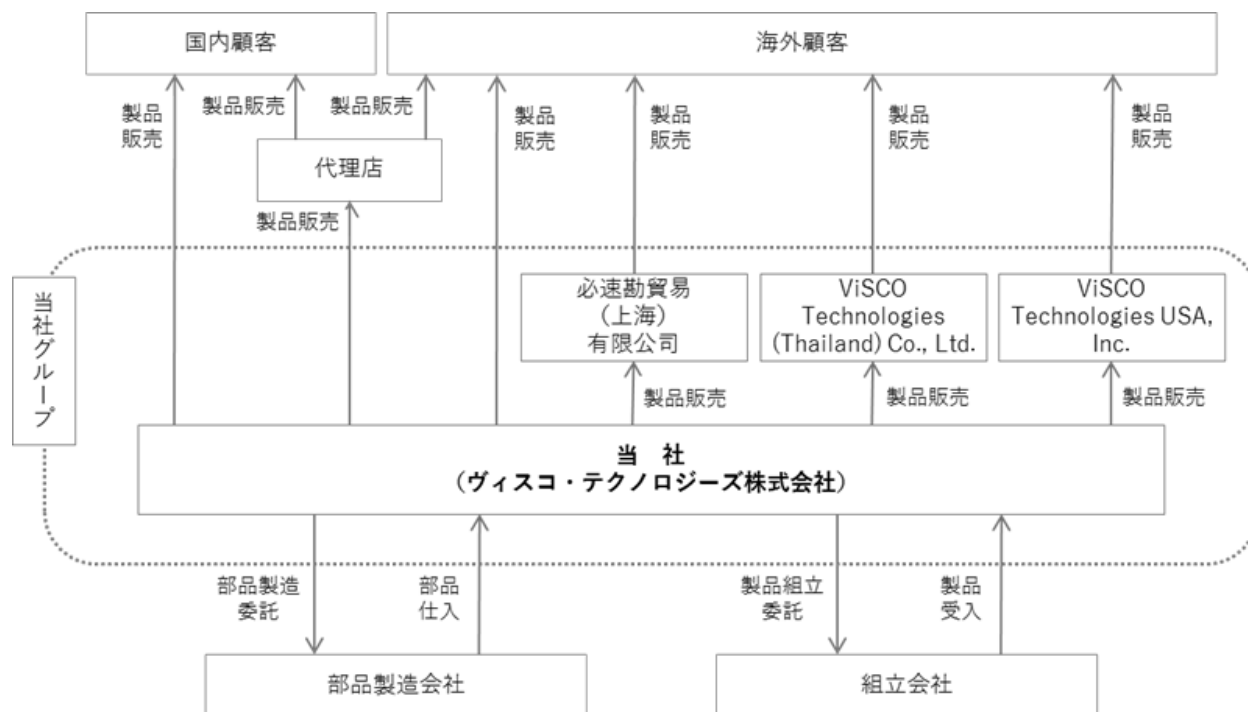 国内顧客
海外顧客
製品
販売
製品販売
製品販売
製品
販売
製品
販売
製品
販売
製品
販売
代理店
製品販売
当社グループ
必速勘貿易
(上海)
有限公司
ViSCO
Technologies
(Thailand) Co., Ltd.
ViSCO
Technologies USA,
Inc.
製品販売
製品販売
製品販売
当　社
(ヴィスコ・テクノロジーズ株式会社)
部品製造
委託
部品
仕入
製品組立
委託
製品
受入
部品製造会社
組立会社